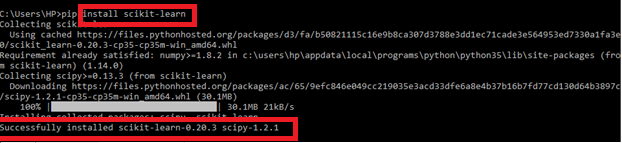 C:\Users\HP>pip install scikit-learn
Collecting
Using cached https://files.pythonhosted.org/packages/d3/fa/b50821115c16e9b8ca307d3788e3dd1ec71cade3e564953ed7330a1fa3e
0/scikit_learn-0.20.3-cp35-cp35m-win_amd64.whl
Requirement already satisfied: numpy>=1.8.2 in c:\users\hp\appdata\local\programs\python\python35\lib\site-packages (fro
m scikit-learn) (1.14.0)
Collecting scipy>=0.13.3 (from scikit-learn)
Downloading https://files.pythonhosted.org/packages/ac/65/9efc846e049cc219035e3acd33dfe6a8e4b37b16b7fd77cd130d64b3897c
/scipy-1.2.1-cp35-cp35m-win_amd64.whl (30.1MB)
100% | | 30.1MB 21kB/s
Installing collected packages: scipy, scikit-learn
Successfully installed scikit-learn-0.20.3 scipy-1.2.1